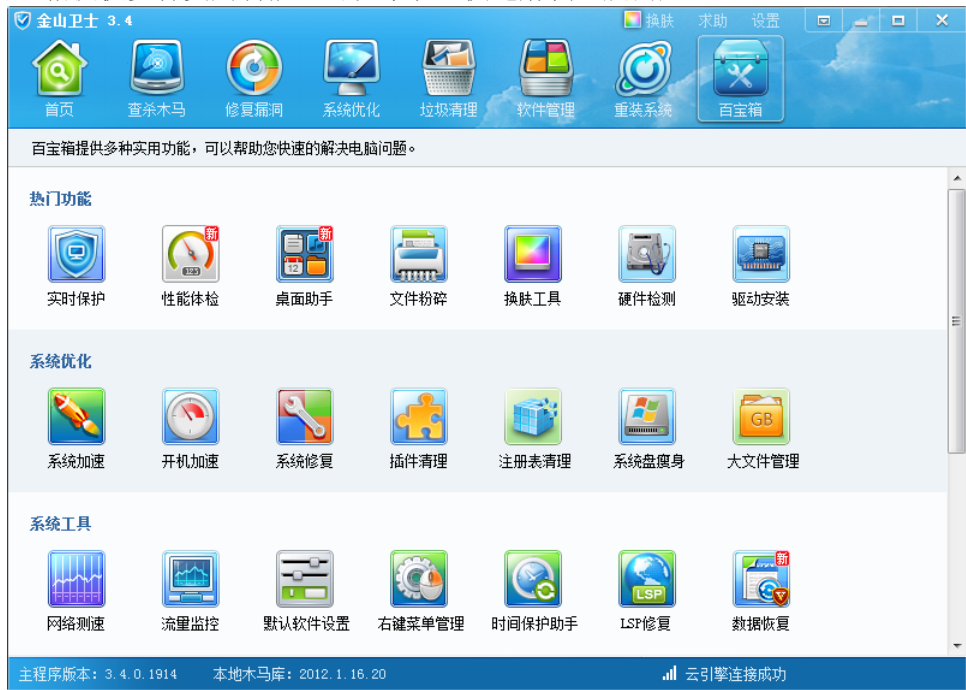 金山卫士 3.4
换肤 求助 设置
首页 查杀木马 修复漏洞 系统优化 垃圾清理 软件管理 重装系统 百宝箱
百宝箱提供多种实用功能，可以帮助您快速的解决电脑问题。
热门功能
新 新
123 12
实时保护 性能体检 桌面助手 文件粉碎 换肤工具 硬件检测 驱动安装
系统优化
GB
系统加速 开机加速 系统修复 插件清理 注册表清理 系统盘瘦身 大文件管理
系统工具
新
LSP
网络测速 流量监控 默认软件设置 右键菜单管理 时间保护助手 LSP修复 数据恢复
主程序版本：3.4.0.1914 本地木马库：2012.1.16.20 云引擎连接成功